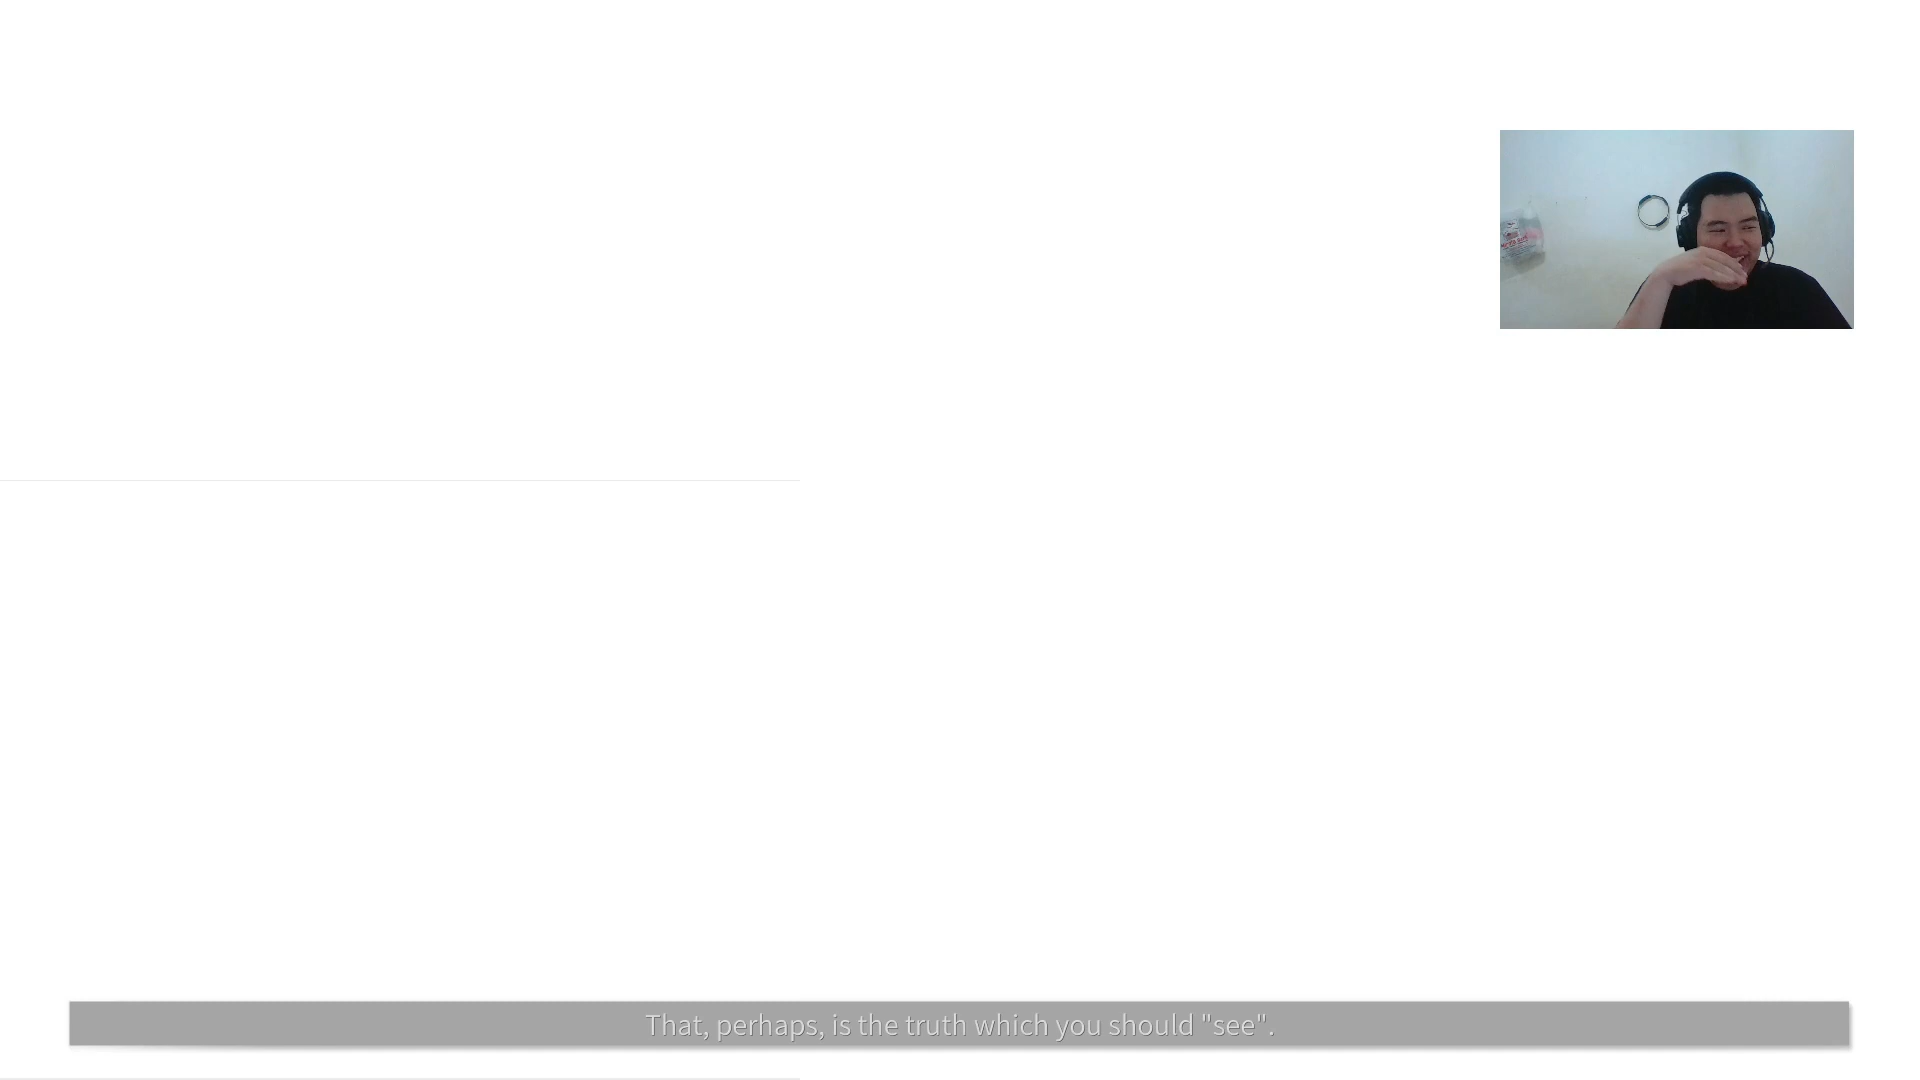 That, perhaps, is the truth which you should "see".